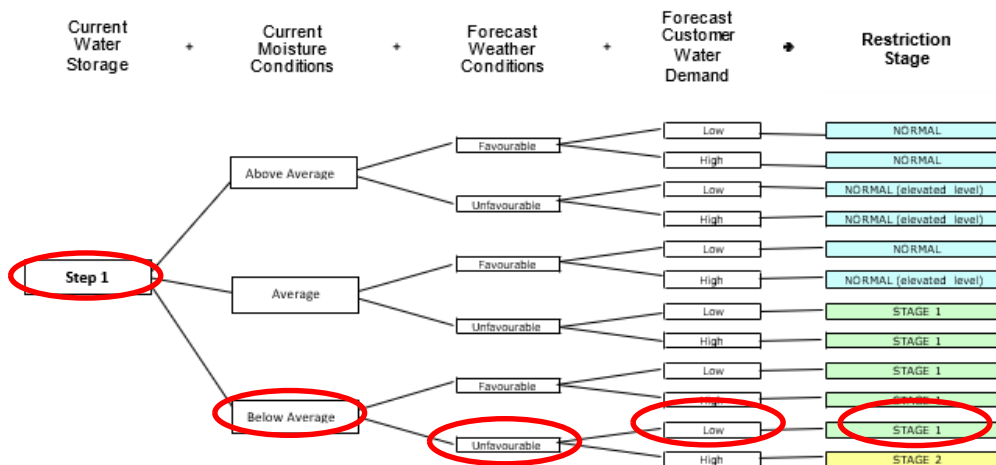 Current
Water
Storage
+
Current
Moisture
Conditions
+
Forecast
Weather
Conditions
+
Forecast
Customer
Water
Demand
Restriction
Stage
Step 1
Above Average
Average
Below Average
Favourable
Unfavourable
Favourable
Unfavourable
Favourable
Unfavourable
Low
NORMAL
High
NORMAL
Low
NORMAL (elevated level)
High
NORMAL (elevated level)
Low
NORMAL
High
NORMAL (elevated level)
Low
STAGE 1
High
STAGE 1
Low
STAGE 1
High
STAGE 1
Low
STAGE 1
High
STAGE 2